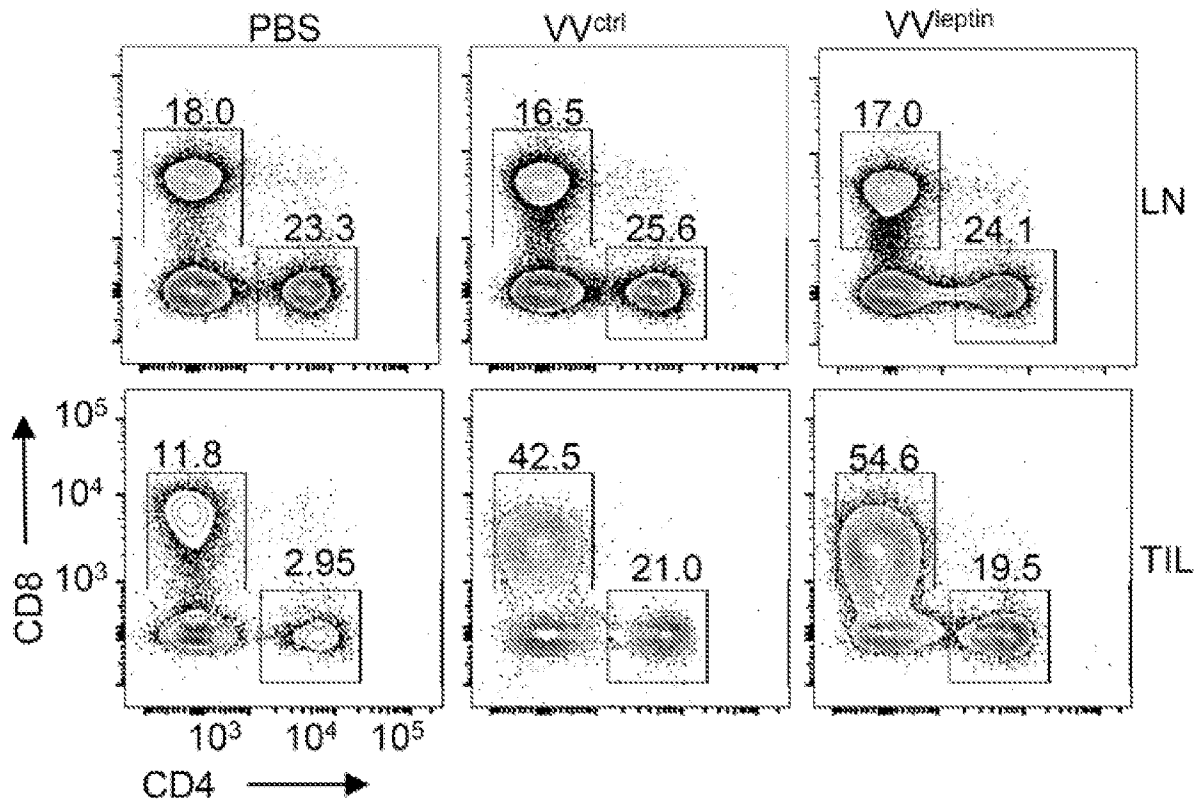 PBS VVctrl VVleptin
18.0 16.5 17.0
23.3 25.6 24.1
LN
10⁵
11.8 42.5 54.6
10⁴
2.95 21.0 19.5
10³
TIL
CD8
10³ 10⁴ 10⁵
CD4